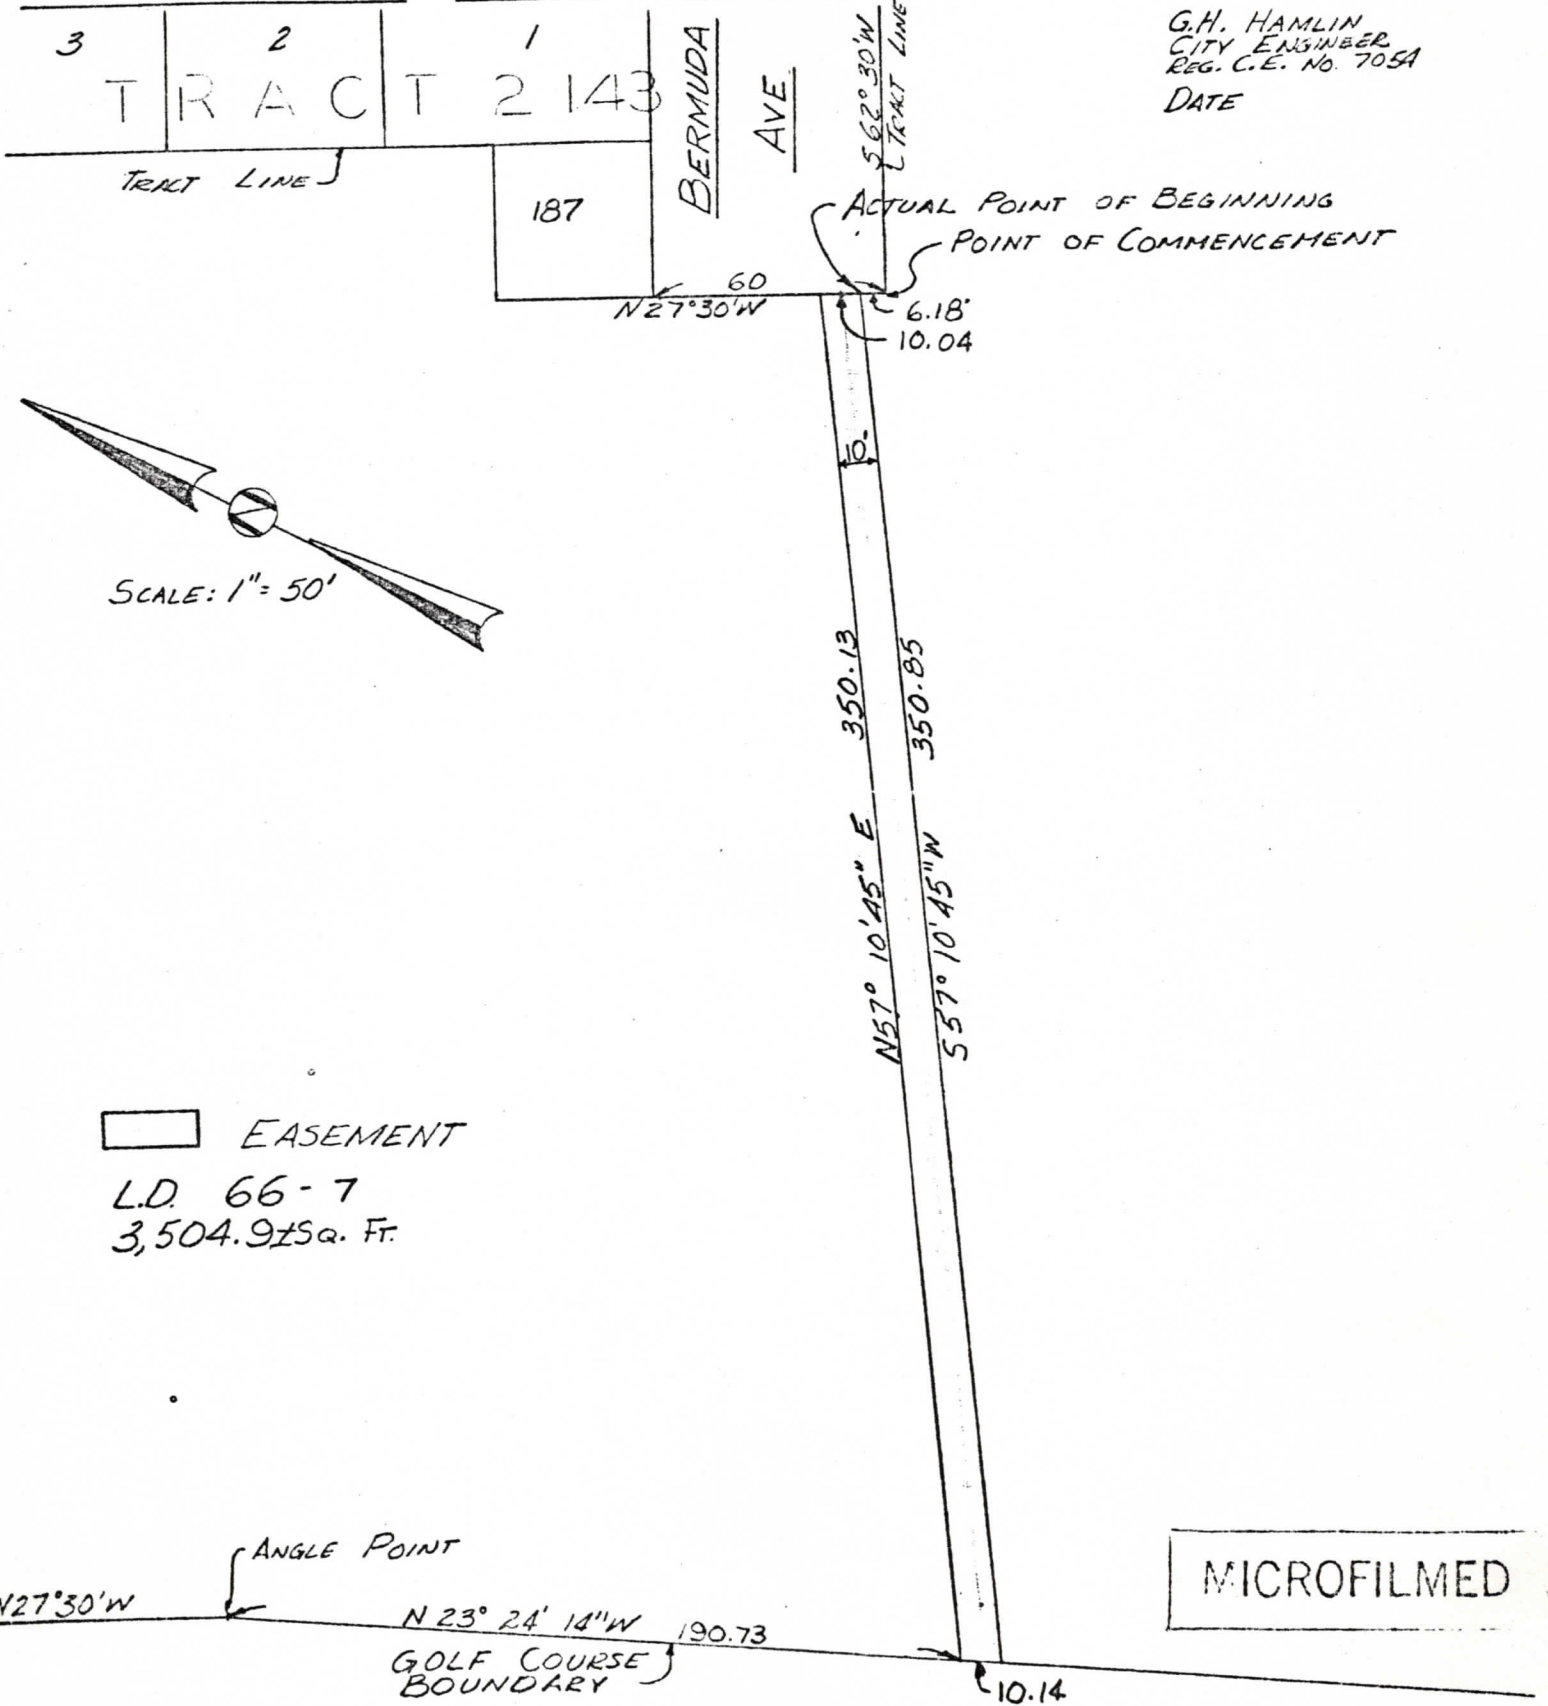 3
2
1
TRACT 2143
TRACT LINE
187
BERMUDA
AVE
S 62° 30' W
TRACT LINE
G.H. HAMLIN
CITY ENGINEER
REG. C.E. NO. 7054
DATE
ACTUAL POINT OF BEGINNING
POINT OF COMMENCEMENT
60
N27°30'W
6.18'
10.04
10.
SCALE: 1" = 50'
350.13
350.85
N57° 10' 45" E
S57° 10' 45" W
EASEMENT
L.D. 66-7
3,504.9± SQ. FT.
ANGLE POINT
N27°30'W
N 23° 24' 14" W
190.73
GOLF COURSE
BOUNDARY
10.14
MICROFILMED